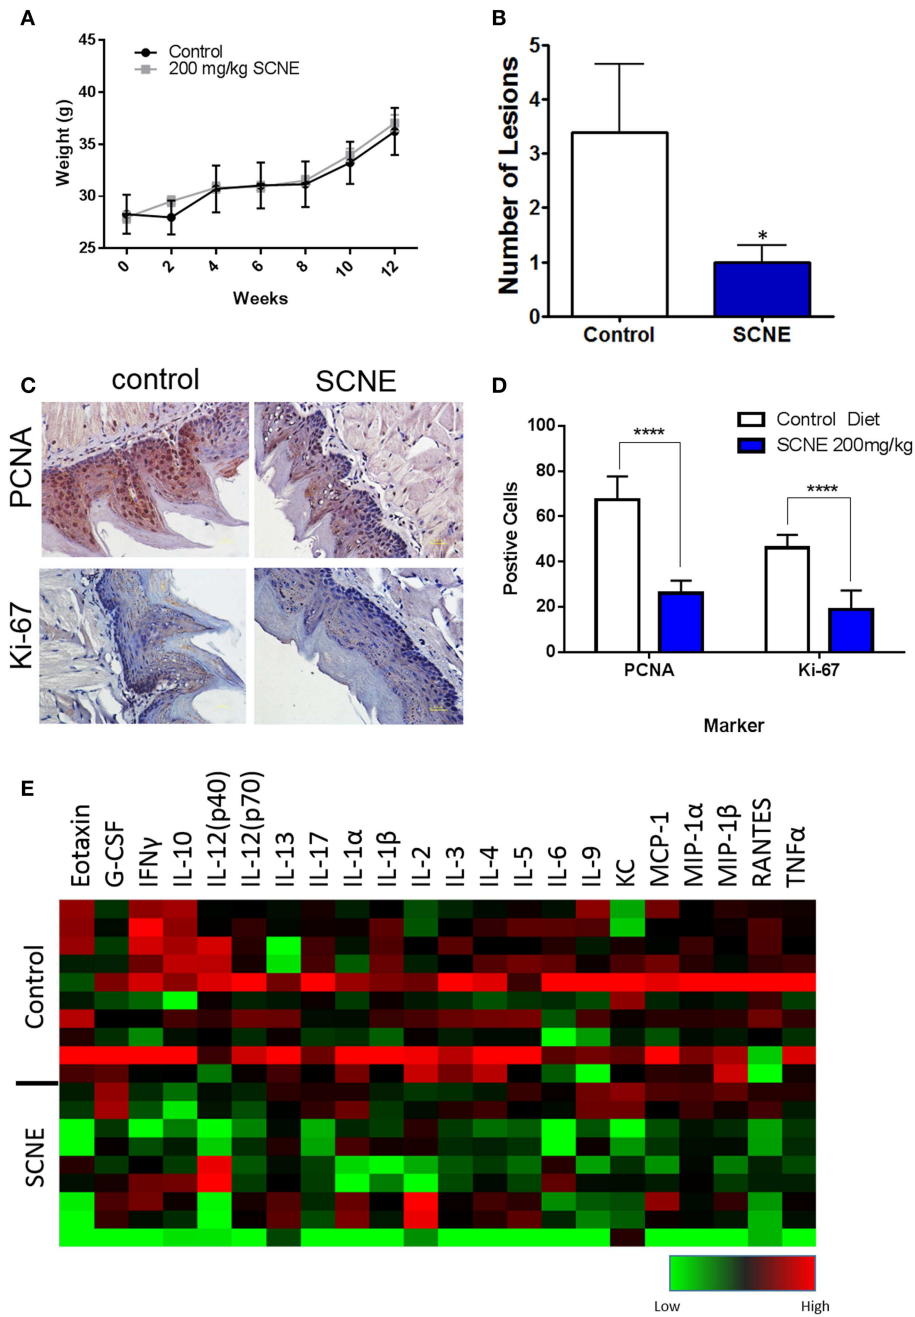 A
45
40
35
30
25
Weight (g)
Control
200 mg/kg SCNE
0 2 4 6 8 10 12
Weeks
B
5
4
3
2
1
0
Number of Lesions
*
Control SCNE
C
control SCNE
PCNA
Ki-67
D
100
80
60
40
20
0
Postive Cells
Control Diet
SCNE 200mg/kg
****
****
PCNA Ki-67
Marker
E
Eotaxin G-CSF IFNγ IL-10 IL-12(p40) IL-12(p70) IL-13 IL-17 IL-1α IL-1β IL-2 IL-3 IL-4 IL-5 IL-6 IL-9 KC MCP-1 MIP-1α MIP-1β RANTES TNFα
Control
SCNE
Low High